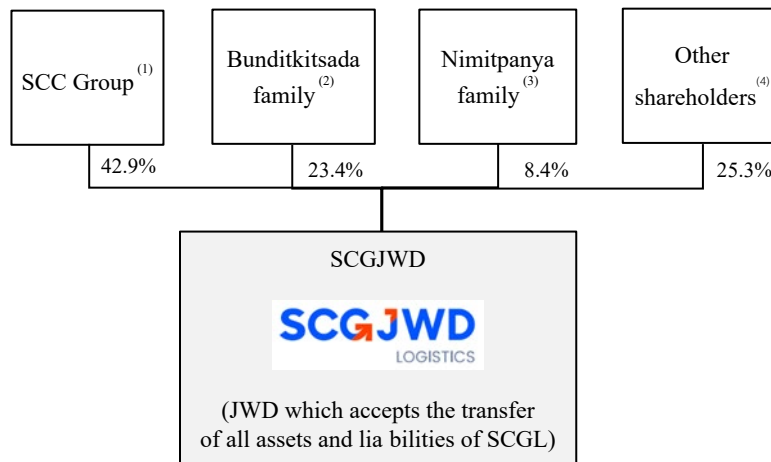 SCC Group (1)
Bunditkitsada
family (2)
Nimitpanya
family (3)
Other
shareholders (4)
42.9%
23.4%
8.4%
25.3%
SCGJWD
SCGJWD
LOGISTICS
(JWD which accepts the transfer
of all assets and lia bilities of SCGL)